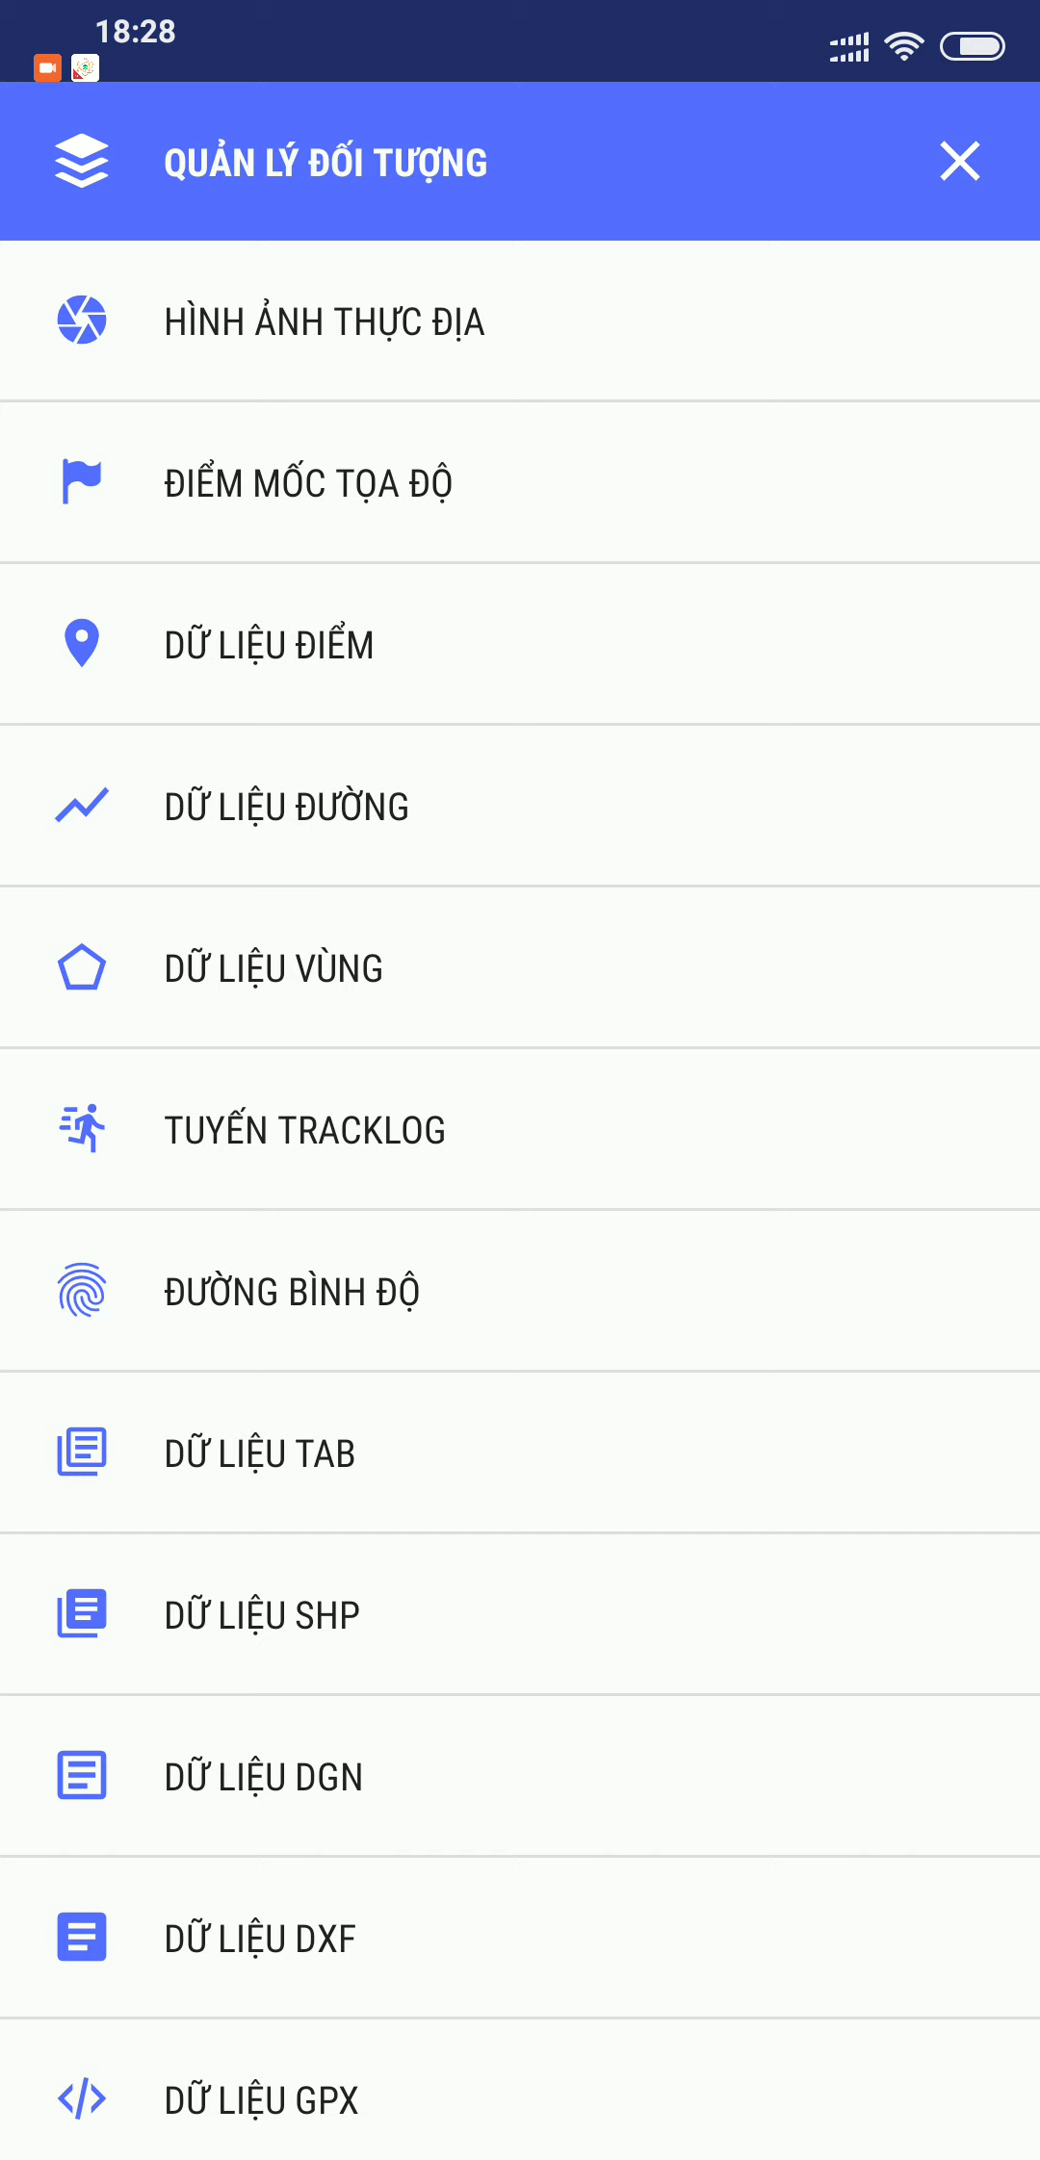 18:28
QUẢN LÝ ĐỐI TƯỢNG
HÌNH ẢNH THỰC ĐỊA
ĐIỂM MỐC TỌA ĐỘ
DỮ LIỆU ĐIỂM
DỮ LIỆU ĐƯỜNG
DỮ LIỆU VÙNG
TUYẾN TRACKLOG
ĐƯỜNG BÌNH ĐỘ
DỮ LIỆU TAB
DỮ LIỆU SHP
DỮ LIỆU DGN
DỮ LIỆU DXF
DỮ LIỆU GPX